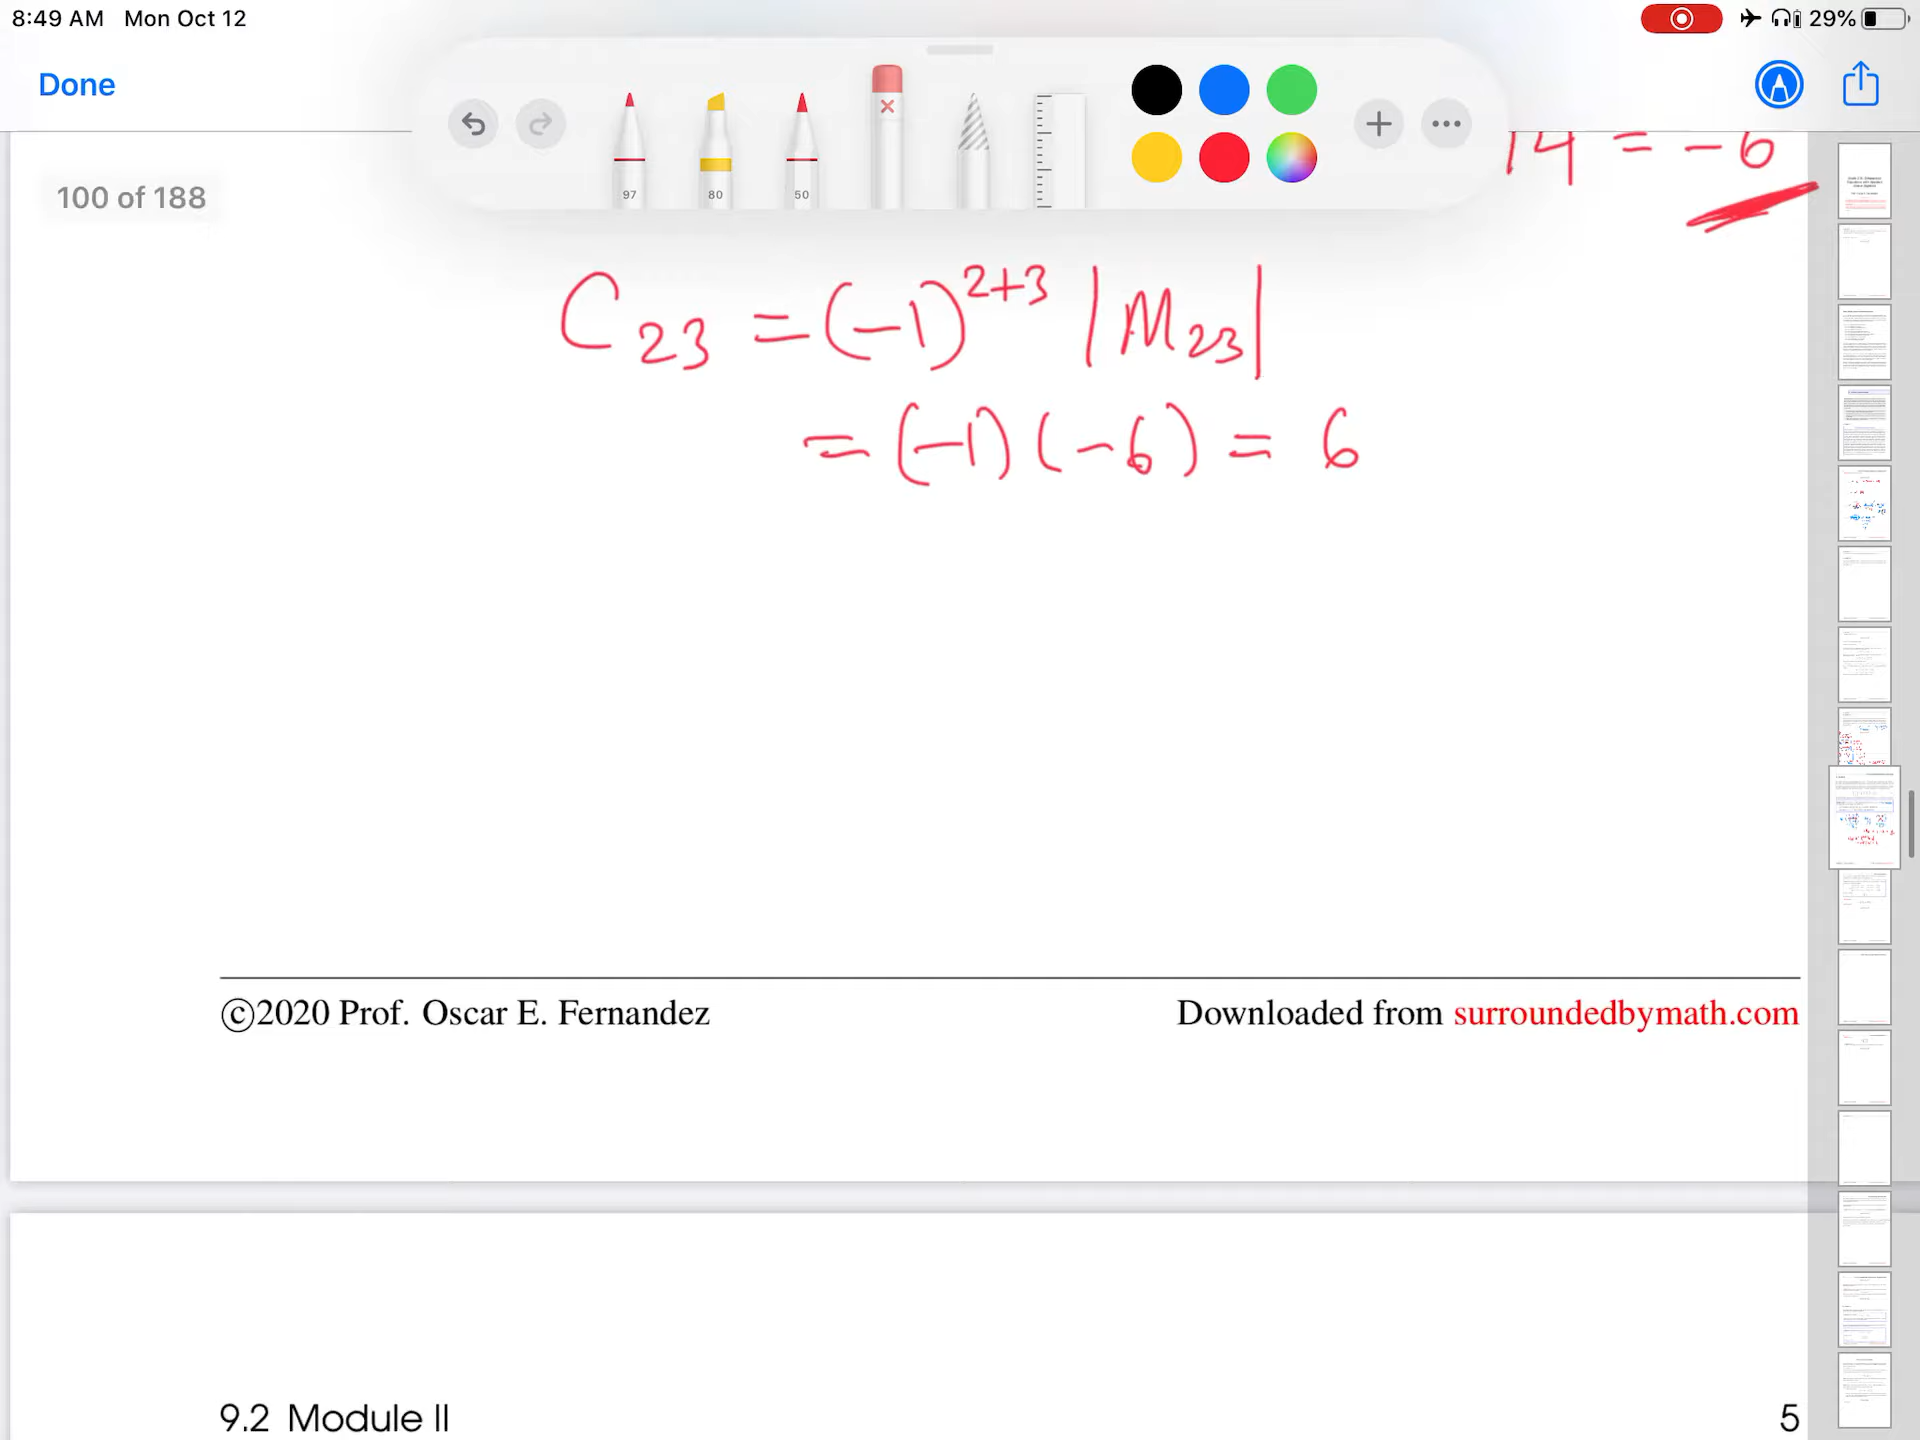 8:49 AM Mon Oct 12
29%
Done
97 80 50
14 = -6
100 of 188
C₂₃ = (-1)²⁺³ |M₂₃|
= (-1)(-6) = 6
©2020 Prof. Oscar E. Fernandez
Downloaded from surroundedbymath.com
9.2 Module II
5